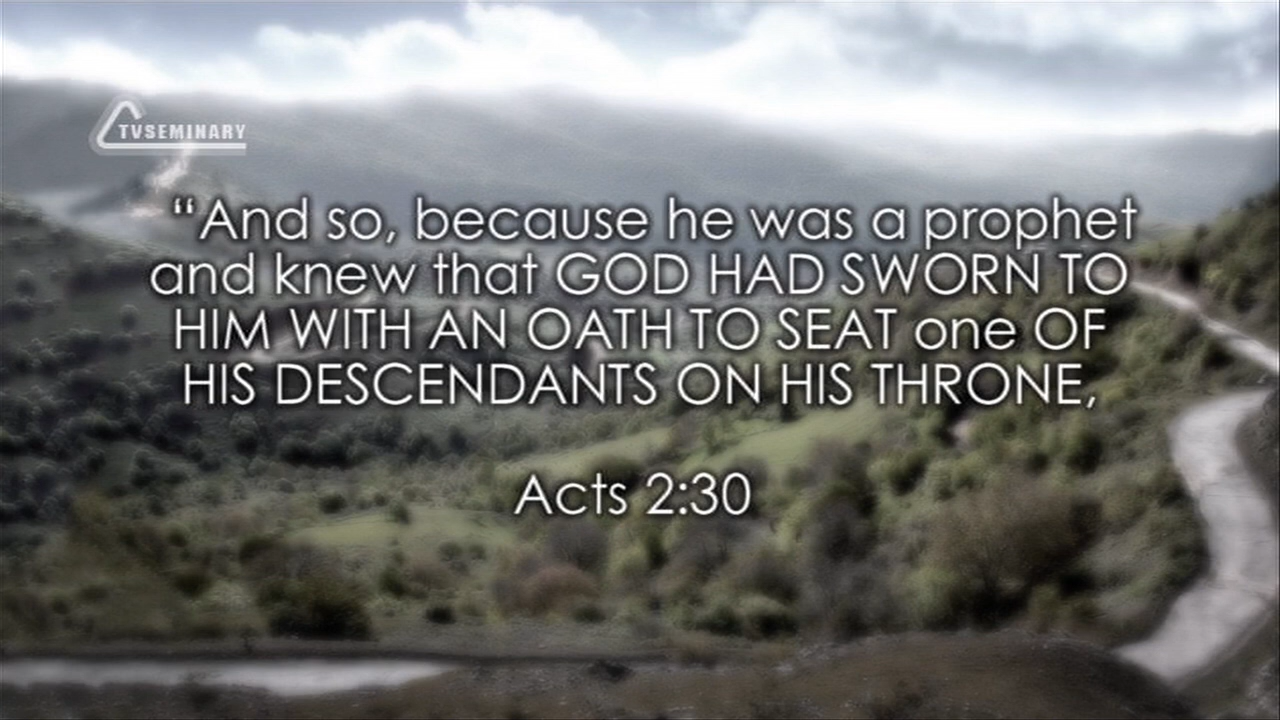 TVSEMINARY
“And so, because he was a prophet
and knew that GOD HAD SWORN TO
HIM WITH AN OATH TO SEAT one OF
HIS DESCENDANTS ON HIS THRONE,
Acts 2:30